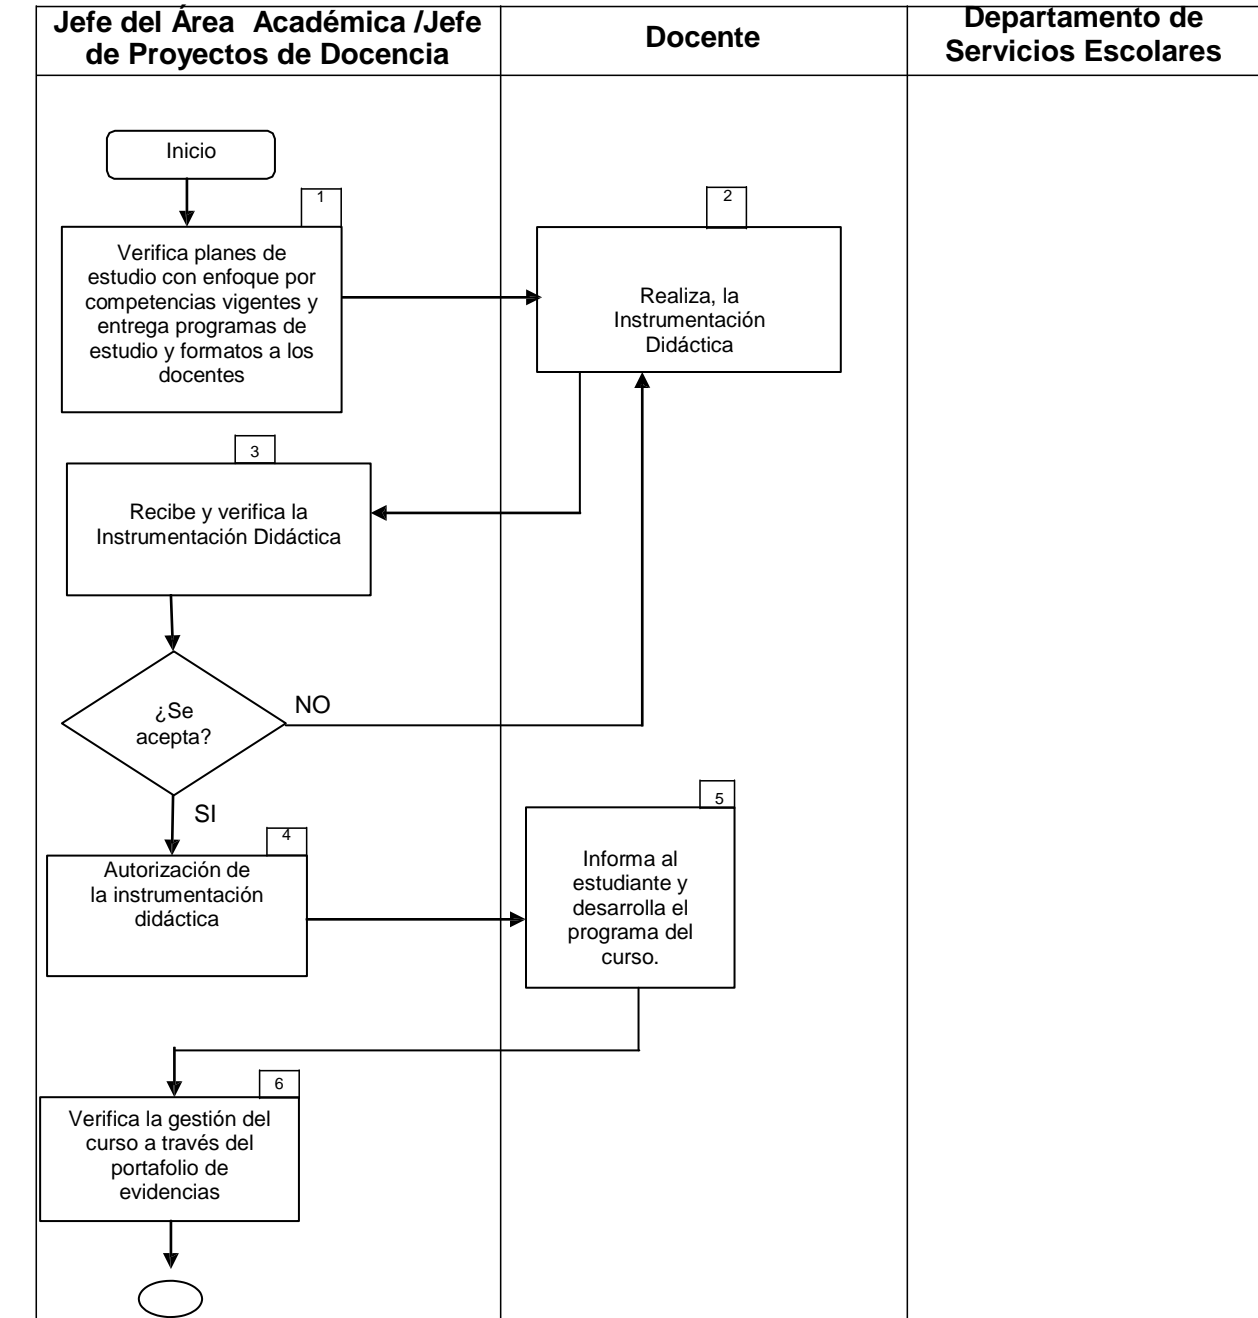 Jefe del Área  Académica /Jefe
de Proyectos de Docencia
Docente
Departamento de
Servicios Escolares
Inicio
1
Verifica planes de
estudio con enfoque por
competencias vigentes y
entrega programas de
estudio y formatos a los
docentes
2
Realiza, la
Instrumentación
Didáctica
3
Recibe y verifica la
Instrumentación Didáctica
¿Se
acepta?
NO
SI
4
Autorización de
la instrumentación
didáctica
5
Informa al
estudiante y
desarrolla el
programa del
curso.
6
Verifica la gestión del
curso a través del
portafolio de
evidencias